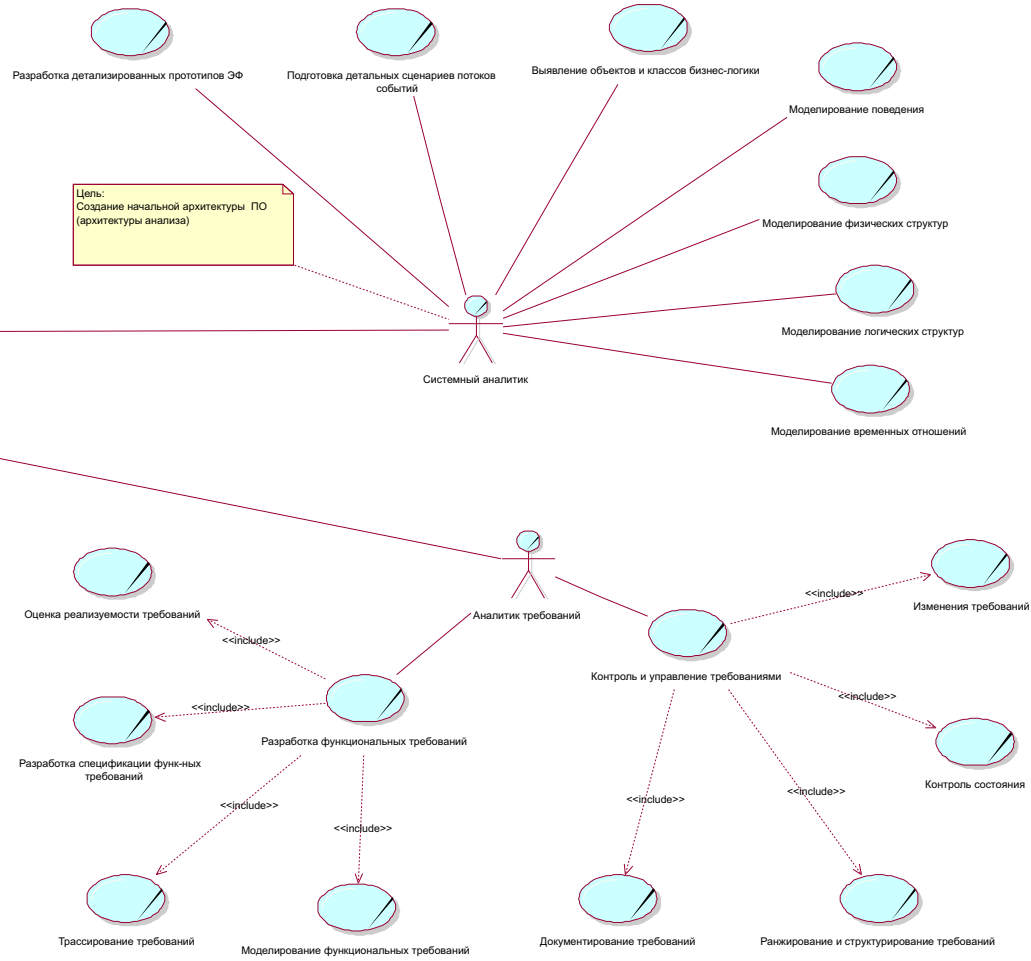 Разработка детализированных прототипов ЭФ
Подготовка детальных сценариев потоков
событий
Выявление объектов и классов бизнес-логики
Моделирование поведения
Цель:
Создание начальной архитектуры  ПО
(архитектуры анализа)
Моделирование физических структур
Моделирование логических структур
Системный аналитик
Моделирование временных отношений
Аналитик требований
Оценка реализуемости требований
<<include>>
Изменения требований
<<include>>
Контроль и управление требованиями
<<include>>
<<include>>
Разработка функциональных требований
Разработка спецификации функ-ных
требований
Контроль состояния
<<include>>
<<include>>
<<include>>
<<include>>
Трассирование требований
Моделирование функциональных требований
Документирование требований
Ранжирование и структурирование требований